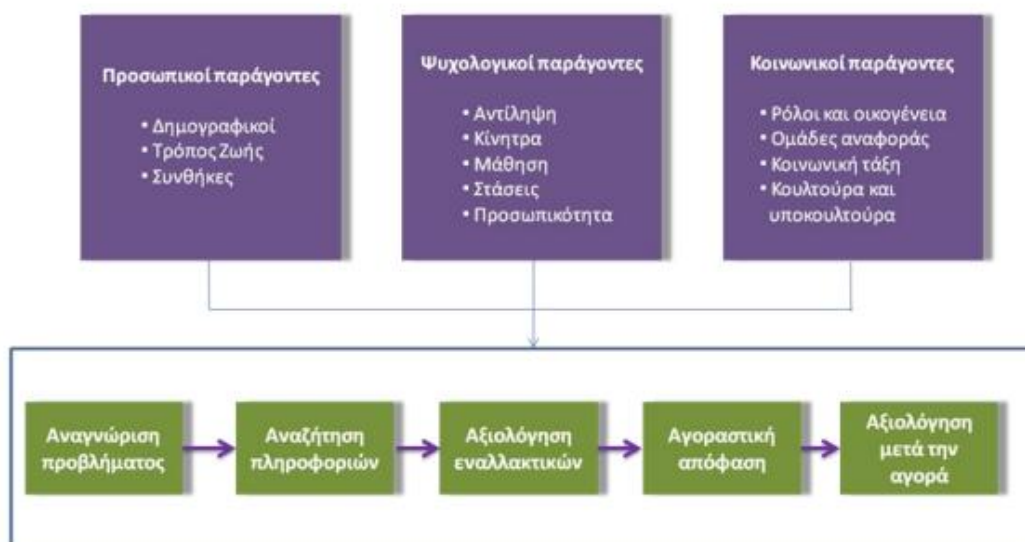 Προσωπικοί παράγοντες
• Δημογραφικοί
• Τρόπος Ζωής
• Συνθήκες
Ψυχολογικοί παράγοντες
• Αντίληψη
• Κίνητρα
• Μάθηση
• Στάσεις
• Προσωπικότητα
Κοινωνικοί παράγοντες
• Ρόλοι και οικογένεια
• Ομάδες αναφοράς
• Κοινωνική τάξη
• Κουλτούρα και
υποκουλτούρα
Αναγνώριση
προβλήματος
Αναζήτηση
πληροφοριών
Αξιολόγηση
εναλλακτικών
Αγοραστική
απόφαση
Αξιολόγηση
μετά την
αγορά